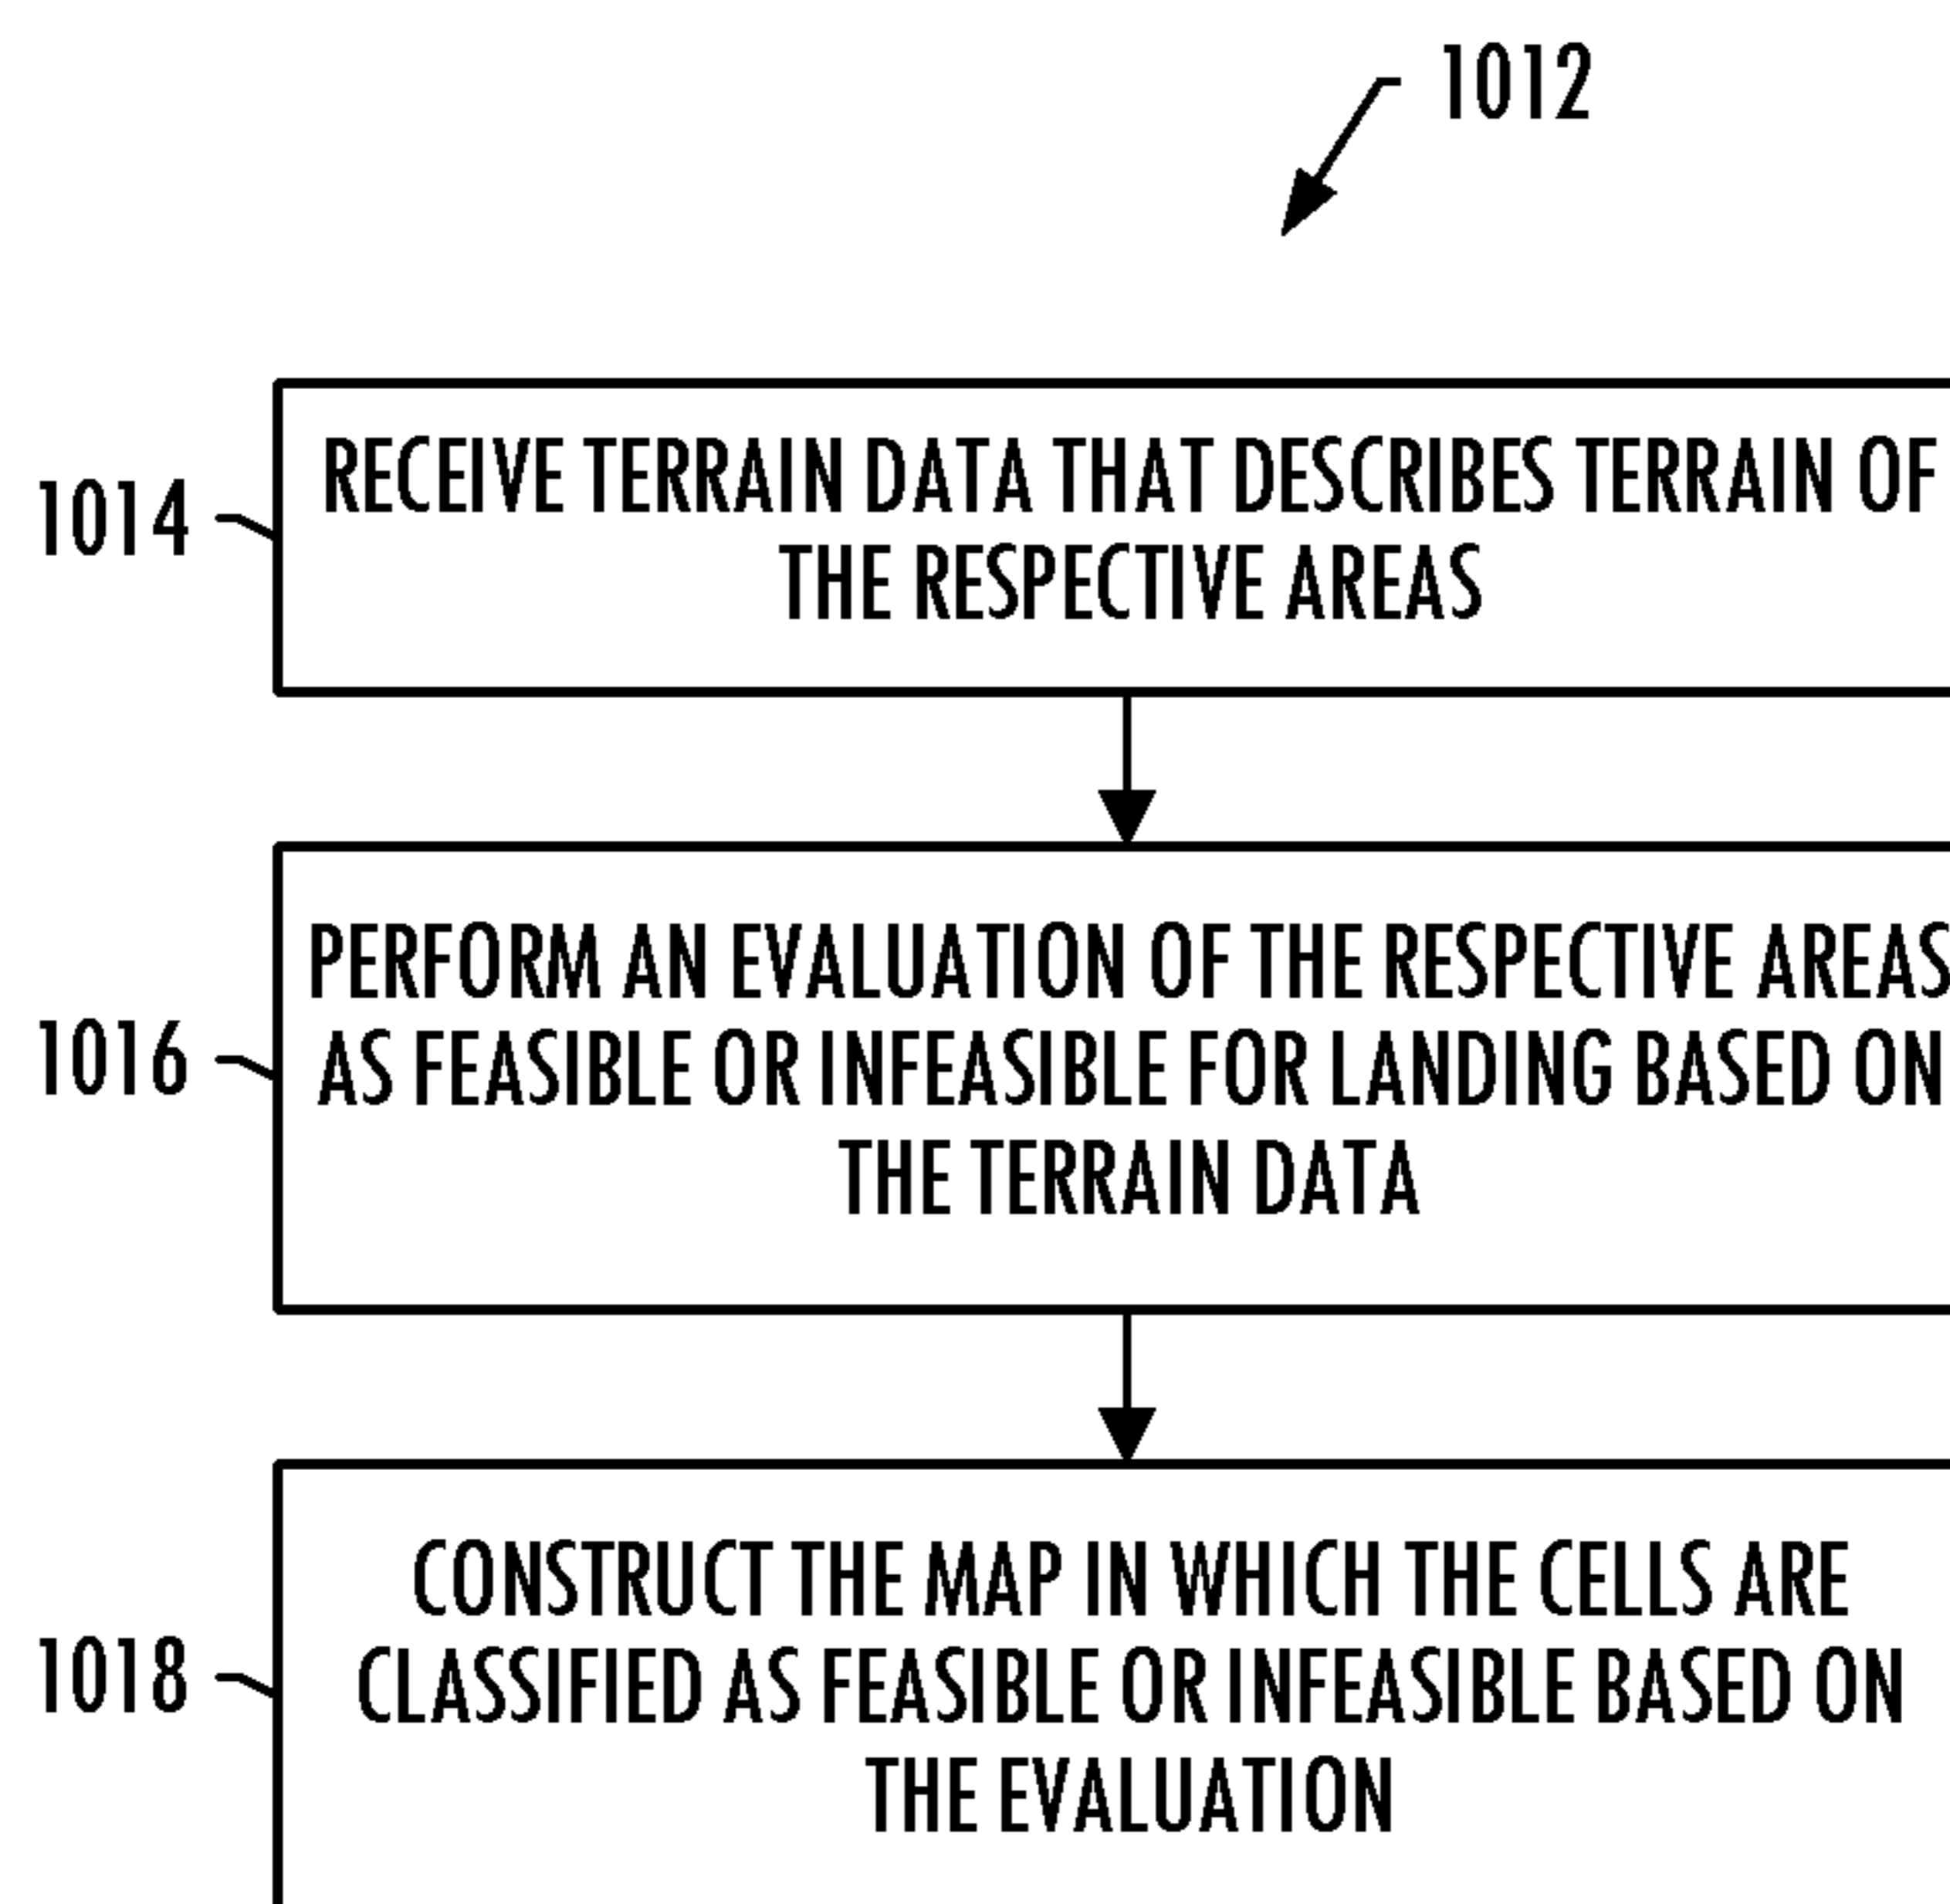 1012
1014
RECEIVE TERRAIN DATA THAT DESCRIBES TERRAIN OF
THE RESPECTIVE AREAS
1016
PERFORM AN EVALUATION OF THE RESPECTIVE AREAS
AS FEASIBLE OR INFEASIBLE FOR LANDING BASED ON
THE TERRAIN DATA
1018
CONSTRUCT THE MAP IN WHICH THE CELLS ARE
CLASSIFIED AS FEASIBLE OR INFEASIBLE BASED ON
THE EVALUATION